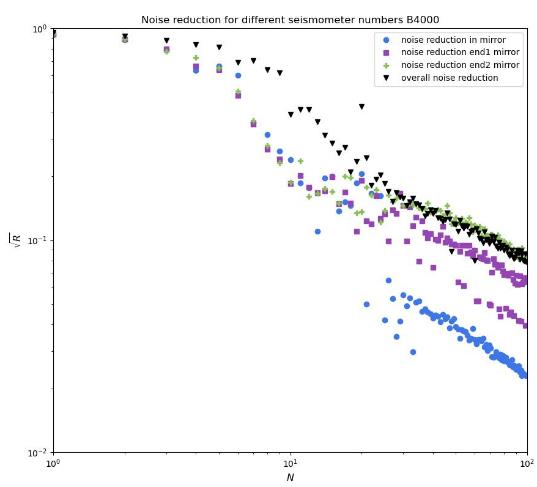 Noise reduction for different seismometer numbers B4000
noise reduction in mirror
noise reduction end1 mirror
noise reduction end2 mirror
overall noise reduction
10⁰
10⁻¹
10⁻²
√R
10⁰ 10¹ 10²
N